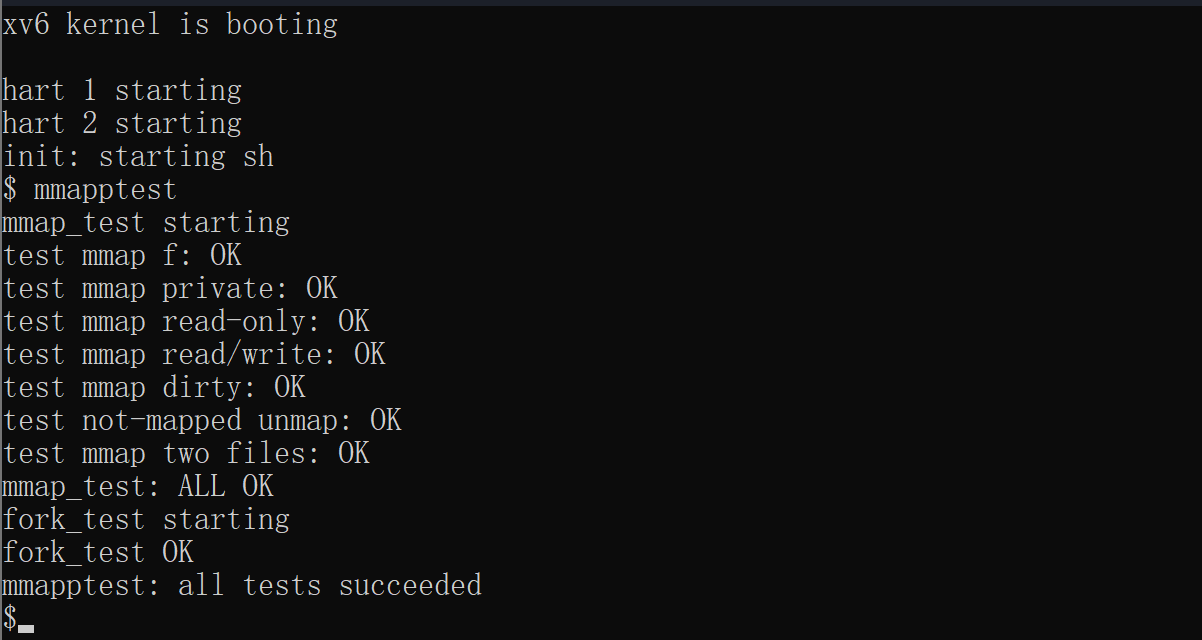 xv6 kernel is booting
hart 1 starting
hart 2 starting
init: starting sh
$ mmapptest
mmap_test starting
test mmap f: OK
test mmap private: OK
test mmap read-only: OK
test mmap read/write: OK
test mmap dirty: OK
test not-mapped unmap: OK
test mmap two files: OK
mmap_test: ALL OK
fork_test starting
fork_test OK
mmapptest: all tests succeeded
$